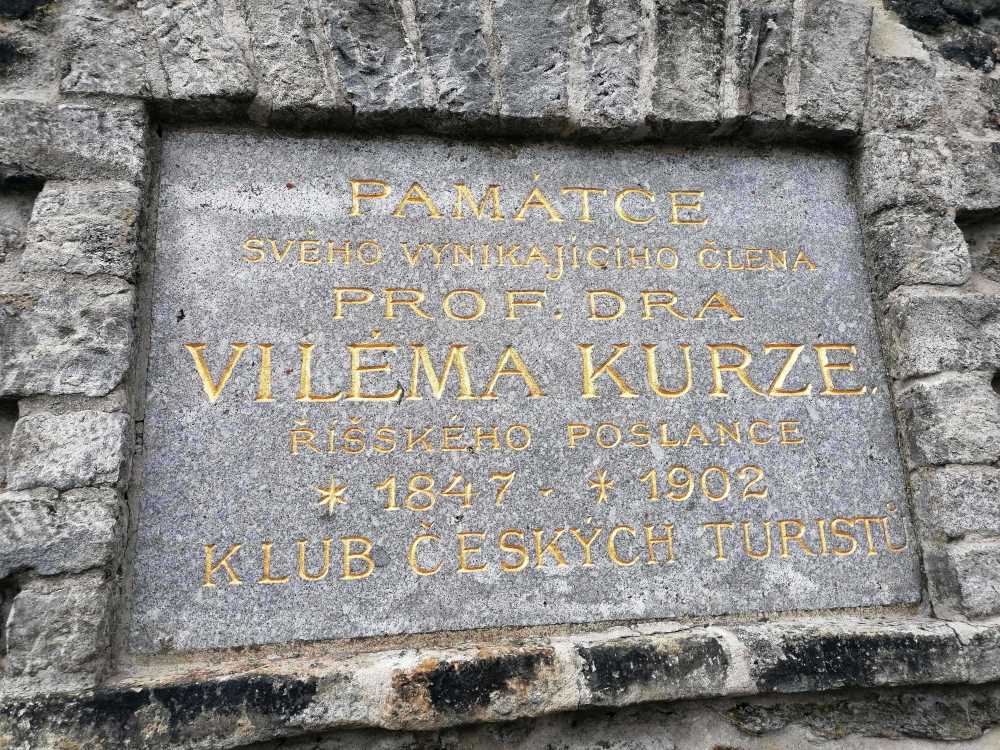 PAMÁTCE
SVÉHO VYNIKAJÍCÍHO ČLENA
PROF. DRA
VILÉMA KURZE.
ŘÍŠSKÉHO POSLANCE
* 1847 - * 1902
KLUB ČESKÝCH TURISTŮ